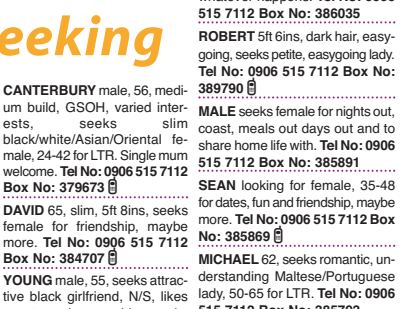 eeking
CANTERBURY male, 56, medi-
um build, GSOH, varied inter-
ests, seeks slim
black/white/Asian/Oriental fe-
male, 24-42 for LTR. Single mum
welcome. Tel No: 0906 515 7112
Box No: 379673
DAVID 65, slim, 5ft 8ins, seeks
female for friendship, maybe
more. Tel No: 0906 515 7112
Box No: 384707
YOUNG male, 55, seeks attrac-
tive black girlfriend, N/S, likes
515 7112 Box No: 386035
ROBERT 5ft 6ins, dark hair, easy-
going, seeks petite, easygoing lady.
Tel No: 0906 515 7112 Box No:
389790
MALE seeks female for nights out,
coast, meals out days out and to
share home life with. Tel No: 0906
515 7112 Box No: 385891
SEAN looking for female, 35-48
for dates, fun and friendship, maybe
more. Tel No: 0906 515 7112 Box
No: 385869
MICHAEL 62, seeks romantic, un-
derstanding Maltese/Portuguese
lady, 50-65 for LTR. Tel No: 0906
515 7112 Box No: 385793